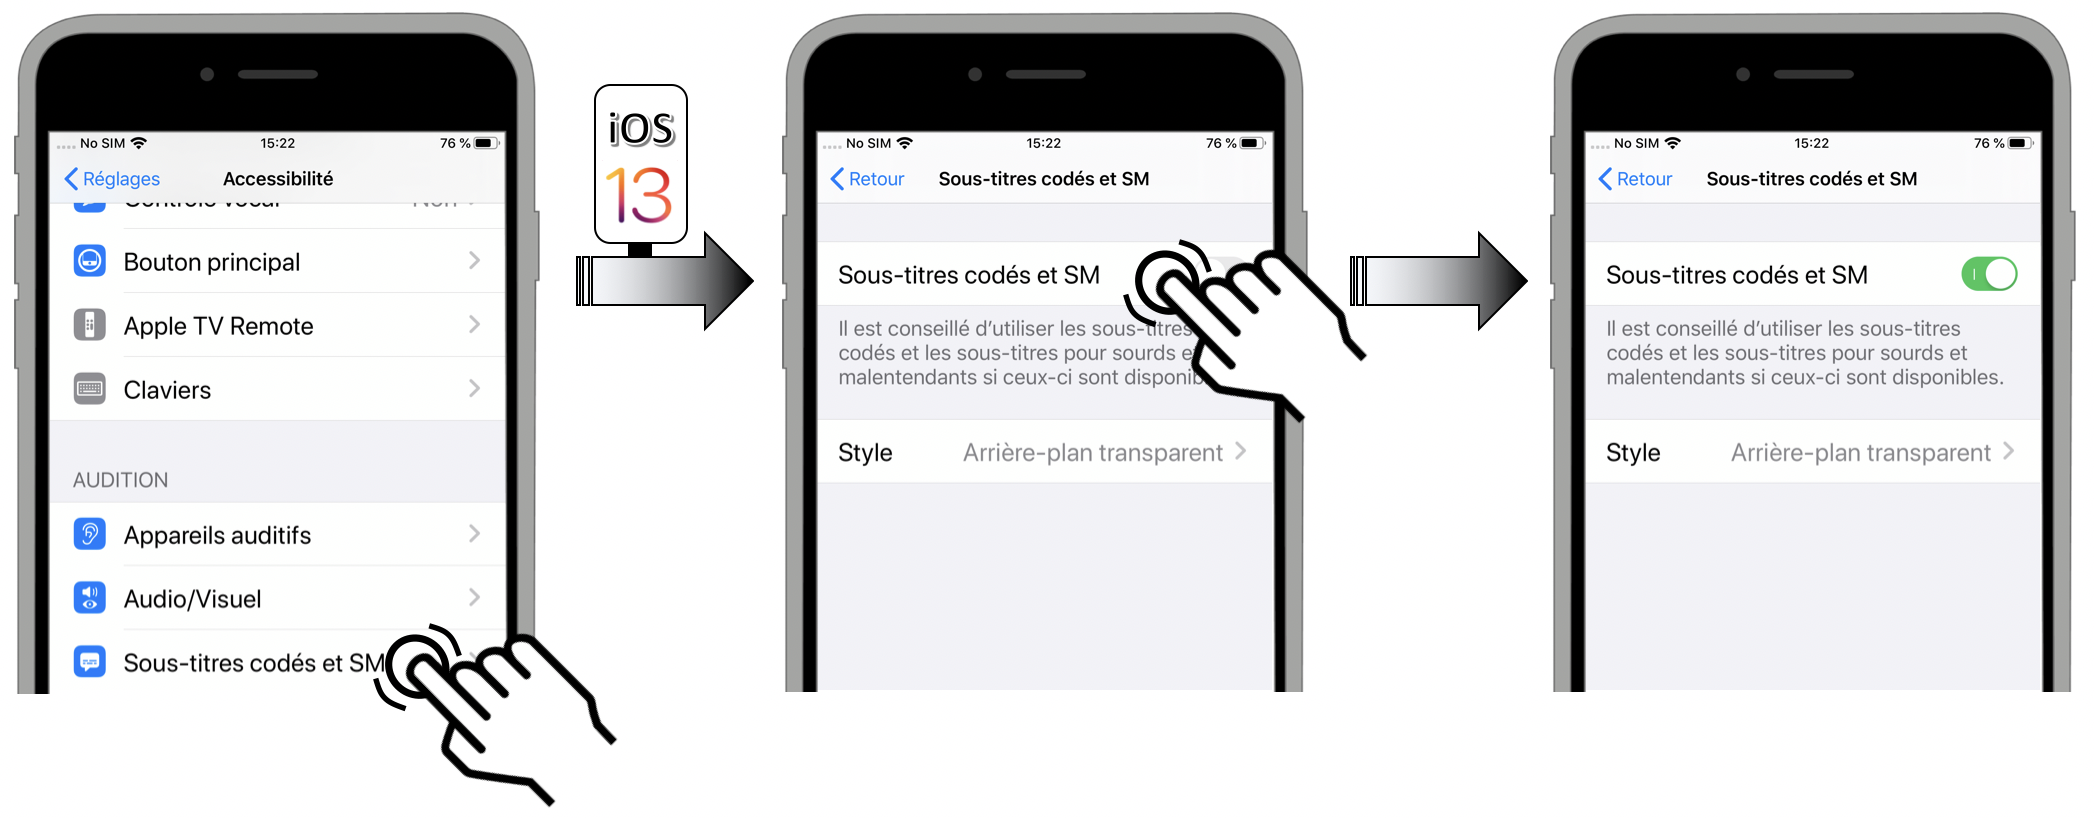 No SIM 15:22 76 %
Réglages Accessibilité
Contrôle vocal Non
Bouton principal
Apple TV Remote
Claviers
AUDITION
Appareils auditifs
Audio/Visuel
Sous-titres codés et SM
iOS
13
No SIM 15:22 76 %
Retour Sous-titres codés et SM
Sous-titres codés et SM
Il est conseillé d’utiliser les sous-titres
codés et les sous-titres pour sourds e
malentendants si ceux-ci sont disponib
Style Arrière-plan transparent
No SIM 15:22 76 %
Retour Sous-titres codés et SM
Sous-titres codés et SM
Il est conseillé d’utiliser les sous-titres
codés et les sous-titres pour sourds et
malentendants si ceux-ci sont disponibles.
Style Arrière-plan transparent